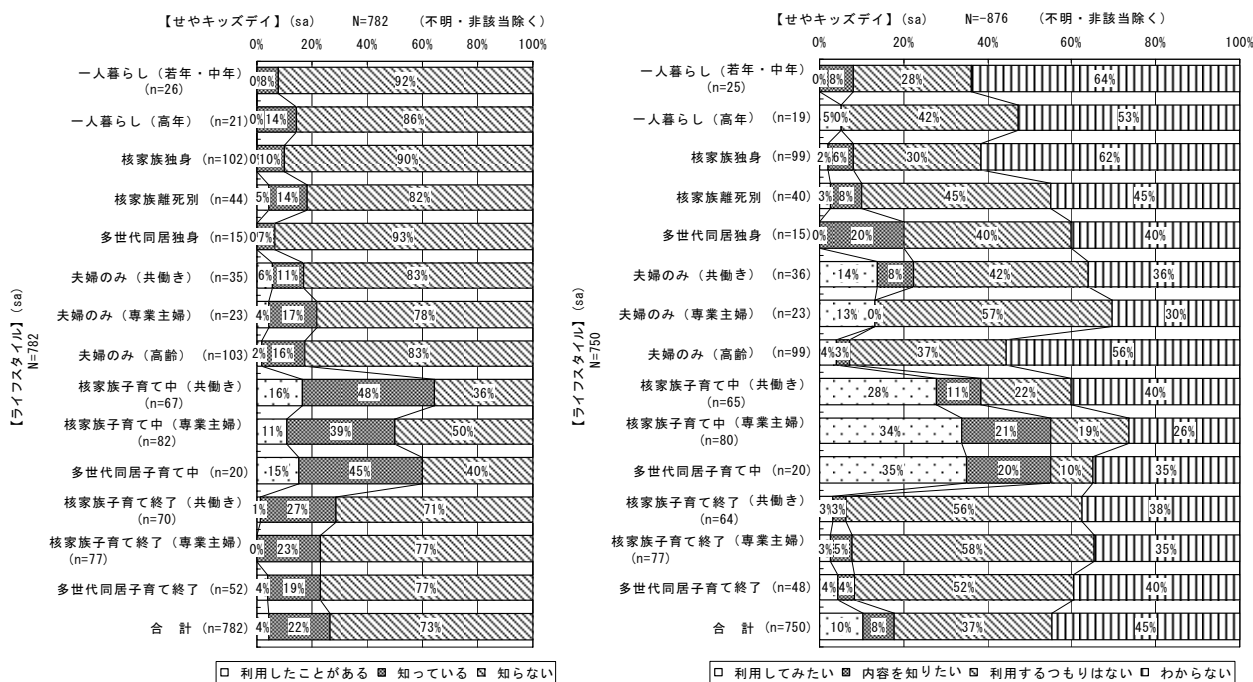 【せやキッズデイ】(sa) N=782 (不明・非該当除く)
0% 20% 40% 60% 80% 100%
【ライフスタイル】(sa)
N=782
一人暮らし（若年・中年）
(n=26)
0% 8% 92%
一人暮らし（高年） (n=21)
0% 14% 86%
核家族独身 (n=102)
0% 10% 90%
核家族離死別 (n=44)
5% 14% 82%
多世代同居独身 (n=15)
0% 7% 93%
夫婦のみ（共働き） (n=35)
6% 11% 83%
夫婦のみ（専業主婦） (n=23)
4% 17% 78%
夫婦のみ（高齢） (n=103)
2% 16% 83%
核家族子育て中（共働き）
(n=67)
16% 48% 36%
核家族子育て中（専業主婦）
(n=82)
11% 39% 50%
多世代同居子育て中 (n=20)
15% 45% 40%
核家族子育て終了（共働き）
(n=70)
1% 27% 71%
核家族子育て終了（専業主婦）
(n=77)
0% 23% 77%
多世代同居子育て終了 (n=52)
4% 19% 77%
合 計 (n=782)
4% 22% 73%
利用したことがある 知っている 知らない
【せやキッズデイ】(sa) N=-876 (不明・非該当除く)
0% 20% 40% 60% 80% 100%
【ライフスタイル】(sa)
N=750
一人暮らし（若年・中年）
(n=25)
0% 8% 28% 64%
一人暮らし（高年） (n=19)
5% 0% 42% 53%
核家族独身 (n=99)
2% 6% 30% 62%
核家族離死別 (n=40)
3% 8% 45% 45%
多世代同居独身 (n=15)
0% 20% 40% 40%
夫婦のみ（共働き） (n=36)
14% 8% 42% 36%
夫婦のみ（専業主婦） (n=23)
13% 0% 57% 30%
夫婦のみ（高齢） (n=99)
4% 3% 37% 56%
核家族子育て中（共働き）
(n=65)
28% 11% 22% 40%
核家族子育て中（専業主婦）
(n=80)
34% 21% 19% 26%
多世代同居子育て中 (n=20)
35% 20% 10% 35%
核家族子育て終了（共働き）
(n=64)
3% 3% 56% 38%
核家族子育て終了（専業主婦）
(n=77)
3% 5% 58% 35%
多世代同居子育て終了 (n=48)
4% 4% 52% 40%
合 計 (n=750)
10% 8% 37% 45%
利用してみたい 内容を知りたい 利用するつもりはない わからない